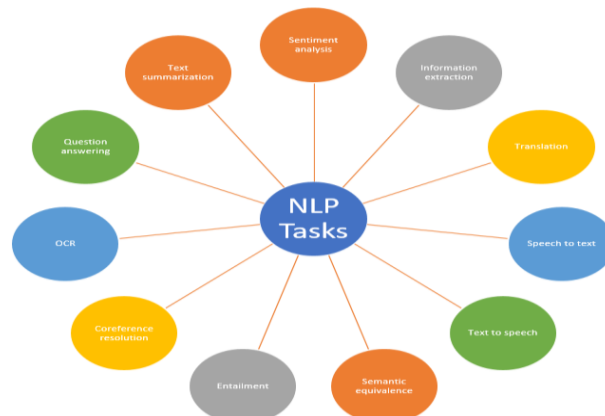 Sentiment
analysis
Information
extraction
Translation
Speech to text
Text to speech
Semantic
equivalence
Entailment
Coreference
resolution
OCR
Question
answering
Text
summarization
NLP
Tasks